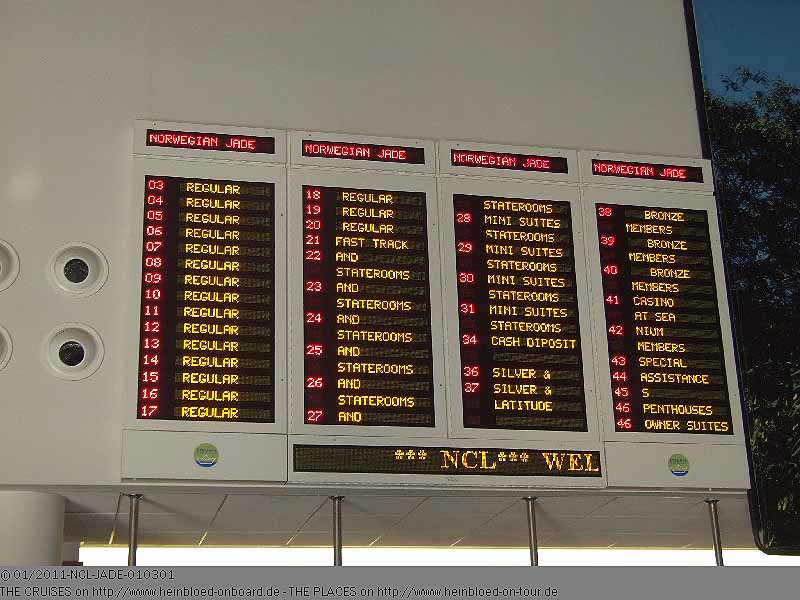 NORWEGIAN JADE
03 REGULAR
04 REGULAR
05 REGULAR
06 REGULAR
07 REGULAR
08 REGULAR
09 REGULAR
10 REGULAR
11 REGULAR
12 REGULAR
13 REGULAR
14 REGULAR
15 REGULAR
16 REGULAR
17 REGULAR
NORWEGIAN JADE
18 REGULAR
19 REGULAR
20 REGULAR
21 FAST TRACK
22 AND
STATEROOMS
23 AND
STATEROOMS
24 AND
STATEROOMS
25 AND
STATEROOMS
26 AND
STATEROOMS
27 AND
NORWEGIAN JADE
STATEROOMS
28 MINI SUITES
STATEROOMS
29 MINI SUITES
STATEROOMS
30 MINI SUITES
STATEROOMS
31 MINI SUITES
STATEROOMS
34 CASH DIPOSIT
36 SILVER &
37 SILVER &
LATITUDE
NORWEGIAN JADE
38 BRONZE
MEMBERS
39 BRONZE
MEMBERS
40 BRONZE
MEMBERS
41 CASINO
AT SEA
42 NIUM
MEMBERS
43 SPECIAL
44 ASSISTANCE
45 S
46 PENTHOUSES
46 OWNER SUITES
*** NCL*** WEL
©01/2011-NCL-JADE-010301
THE CRUISES on http://www.heinbloed-onboard.de - THE PLACES on http://www.heinbloed-on-tour.de